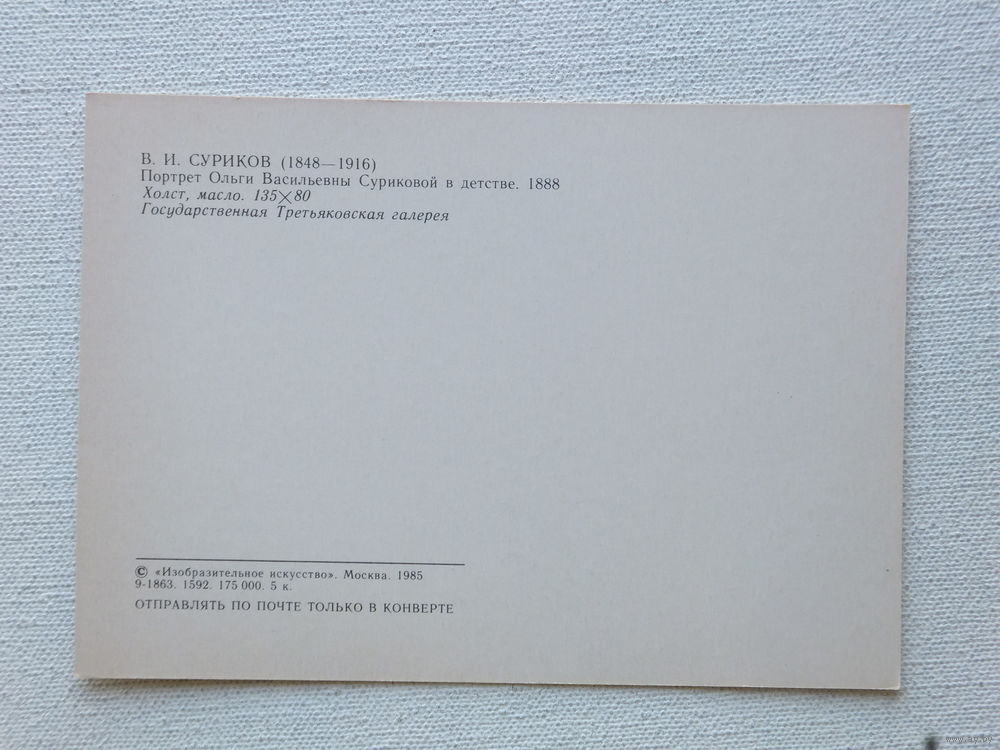 В. И. СУРИКОВ (1848—1916)
Портрет Ольги Васильевны Суриковой в детстве. 1888
Холст, масло. 135×80
Государственная Третьяковская галерея
© «Изобразительное искусство». Москва. 1985
9-1863. 1592. 175 000. 5 к.
ОТПРАВЛЯТЬ ПО ПОЧТЕ ТОЛЬКО В КОНВЕРТЕ